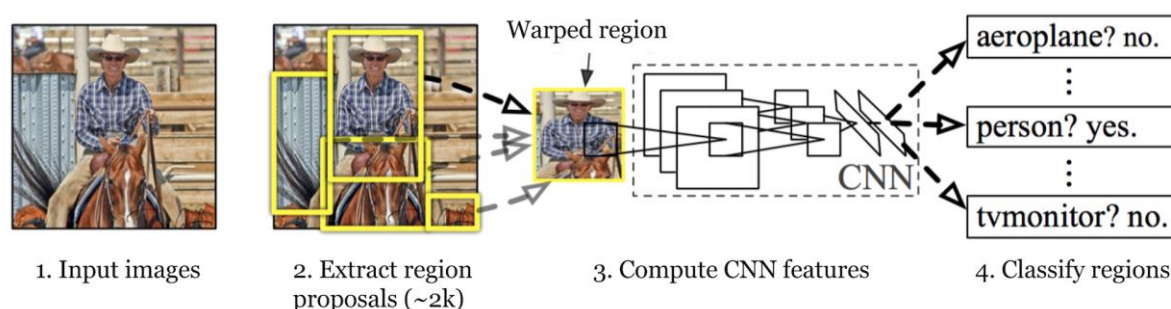 Warped region
aeroplane? no.
person? yes.
CNN
tvmonitor? no.
1. Input images
2. Extract region
proposals (~2k)
3. Compute CNN features
4. Classify regions